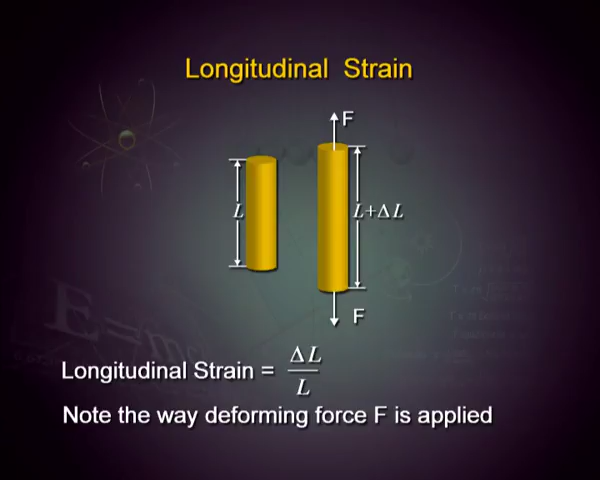 Longitudinal Strain
F
L
L+ΔL
F
Longitudinal Strain = ΔL/L
Note the way deforming force F is applied